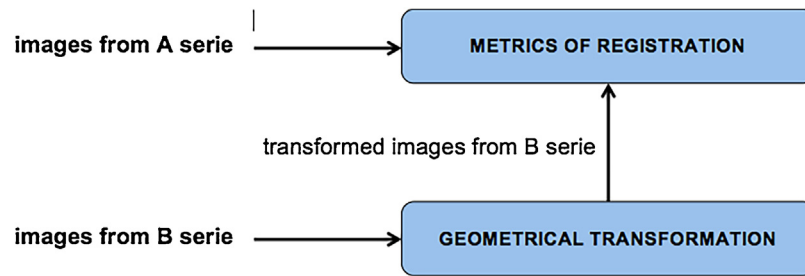 images from A serie
METRICS OF REGISTRATION
transformed images from B serie
images from B serie
GEOMETRICAL TRANSFORMATION